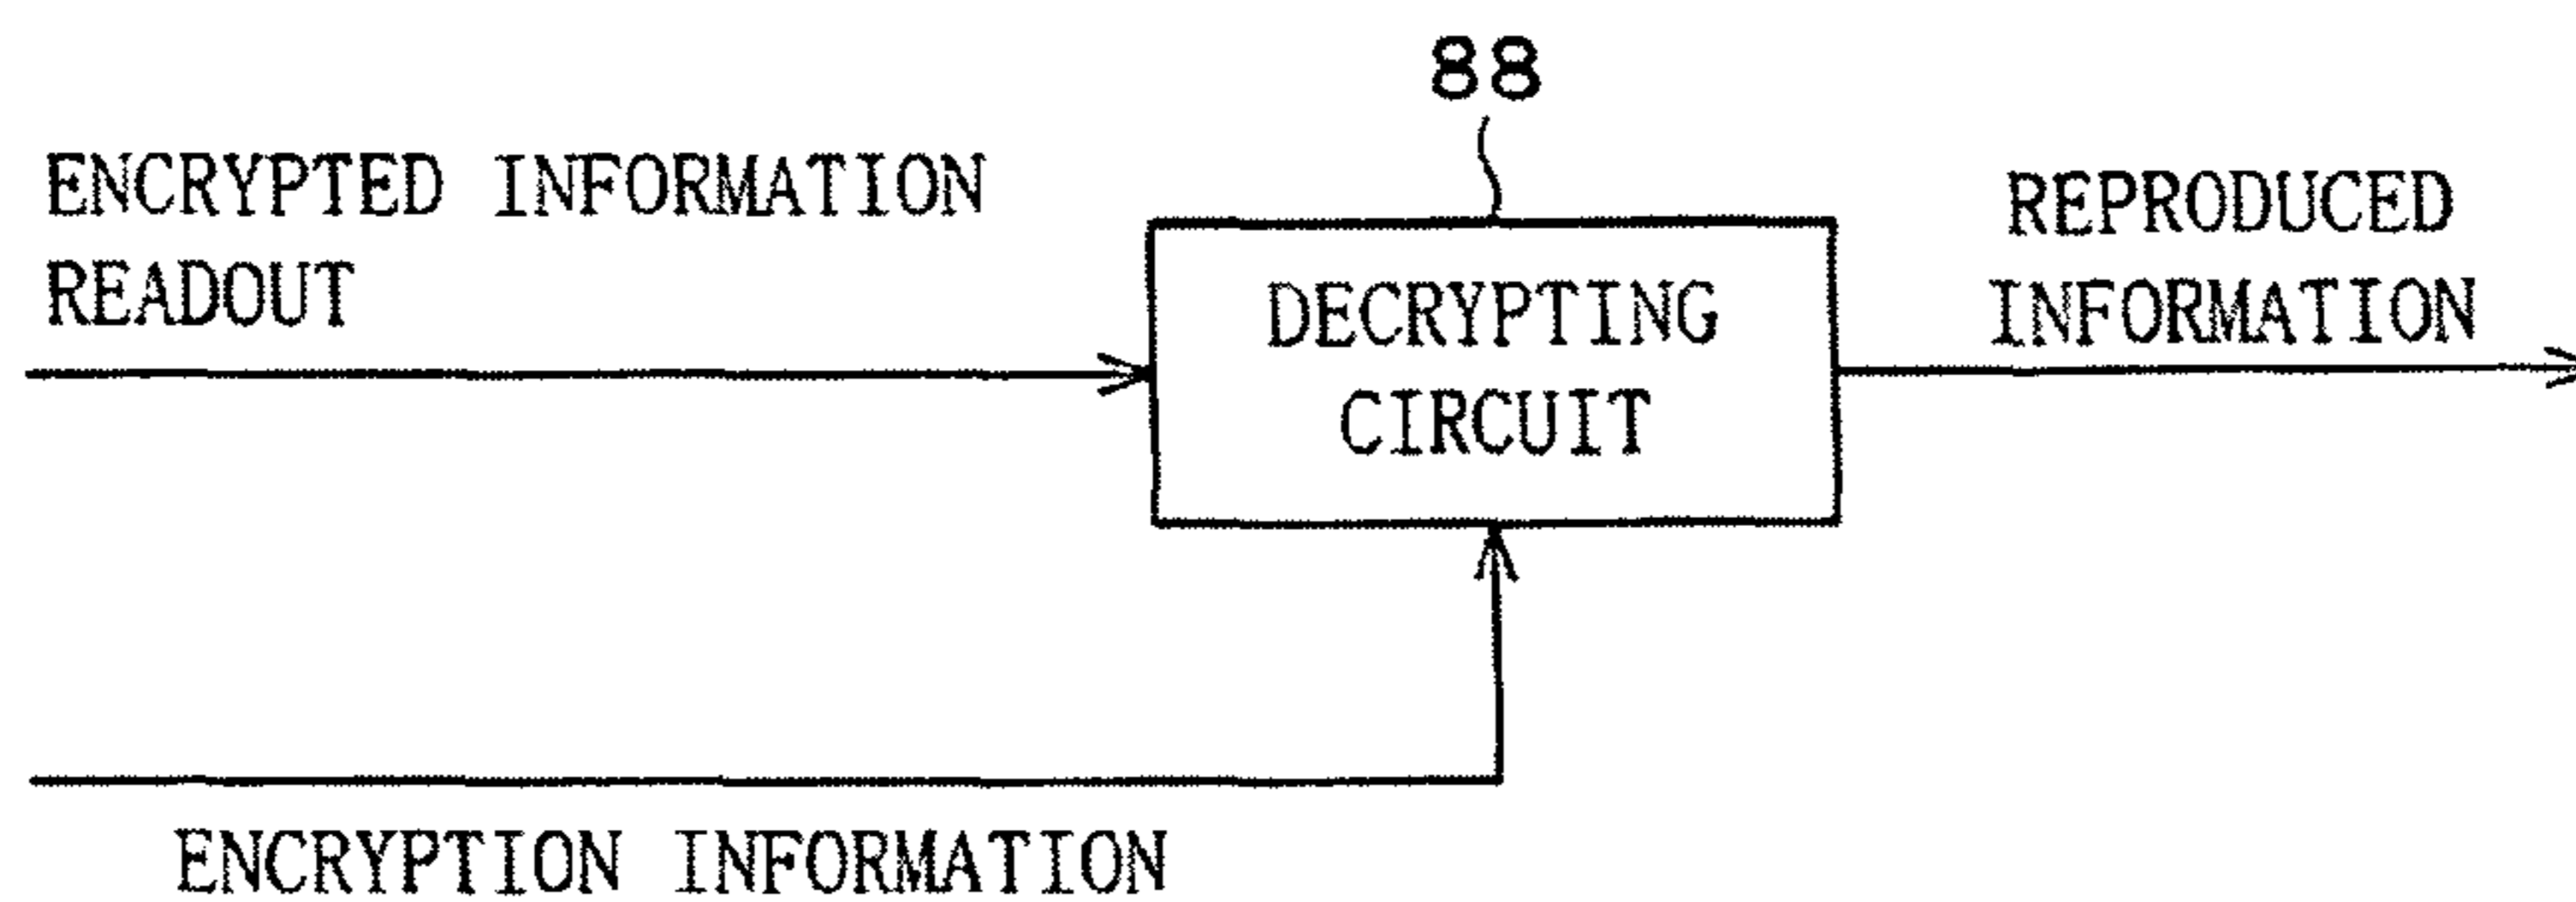 88
ENCRYPTED INFORMATION
READOUT
DECRYPTING
CIRCUIT
REPRODUCED
INFORMATION
ENCRYPTION INFORMATION